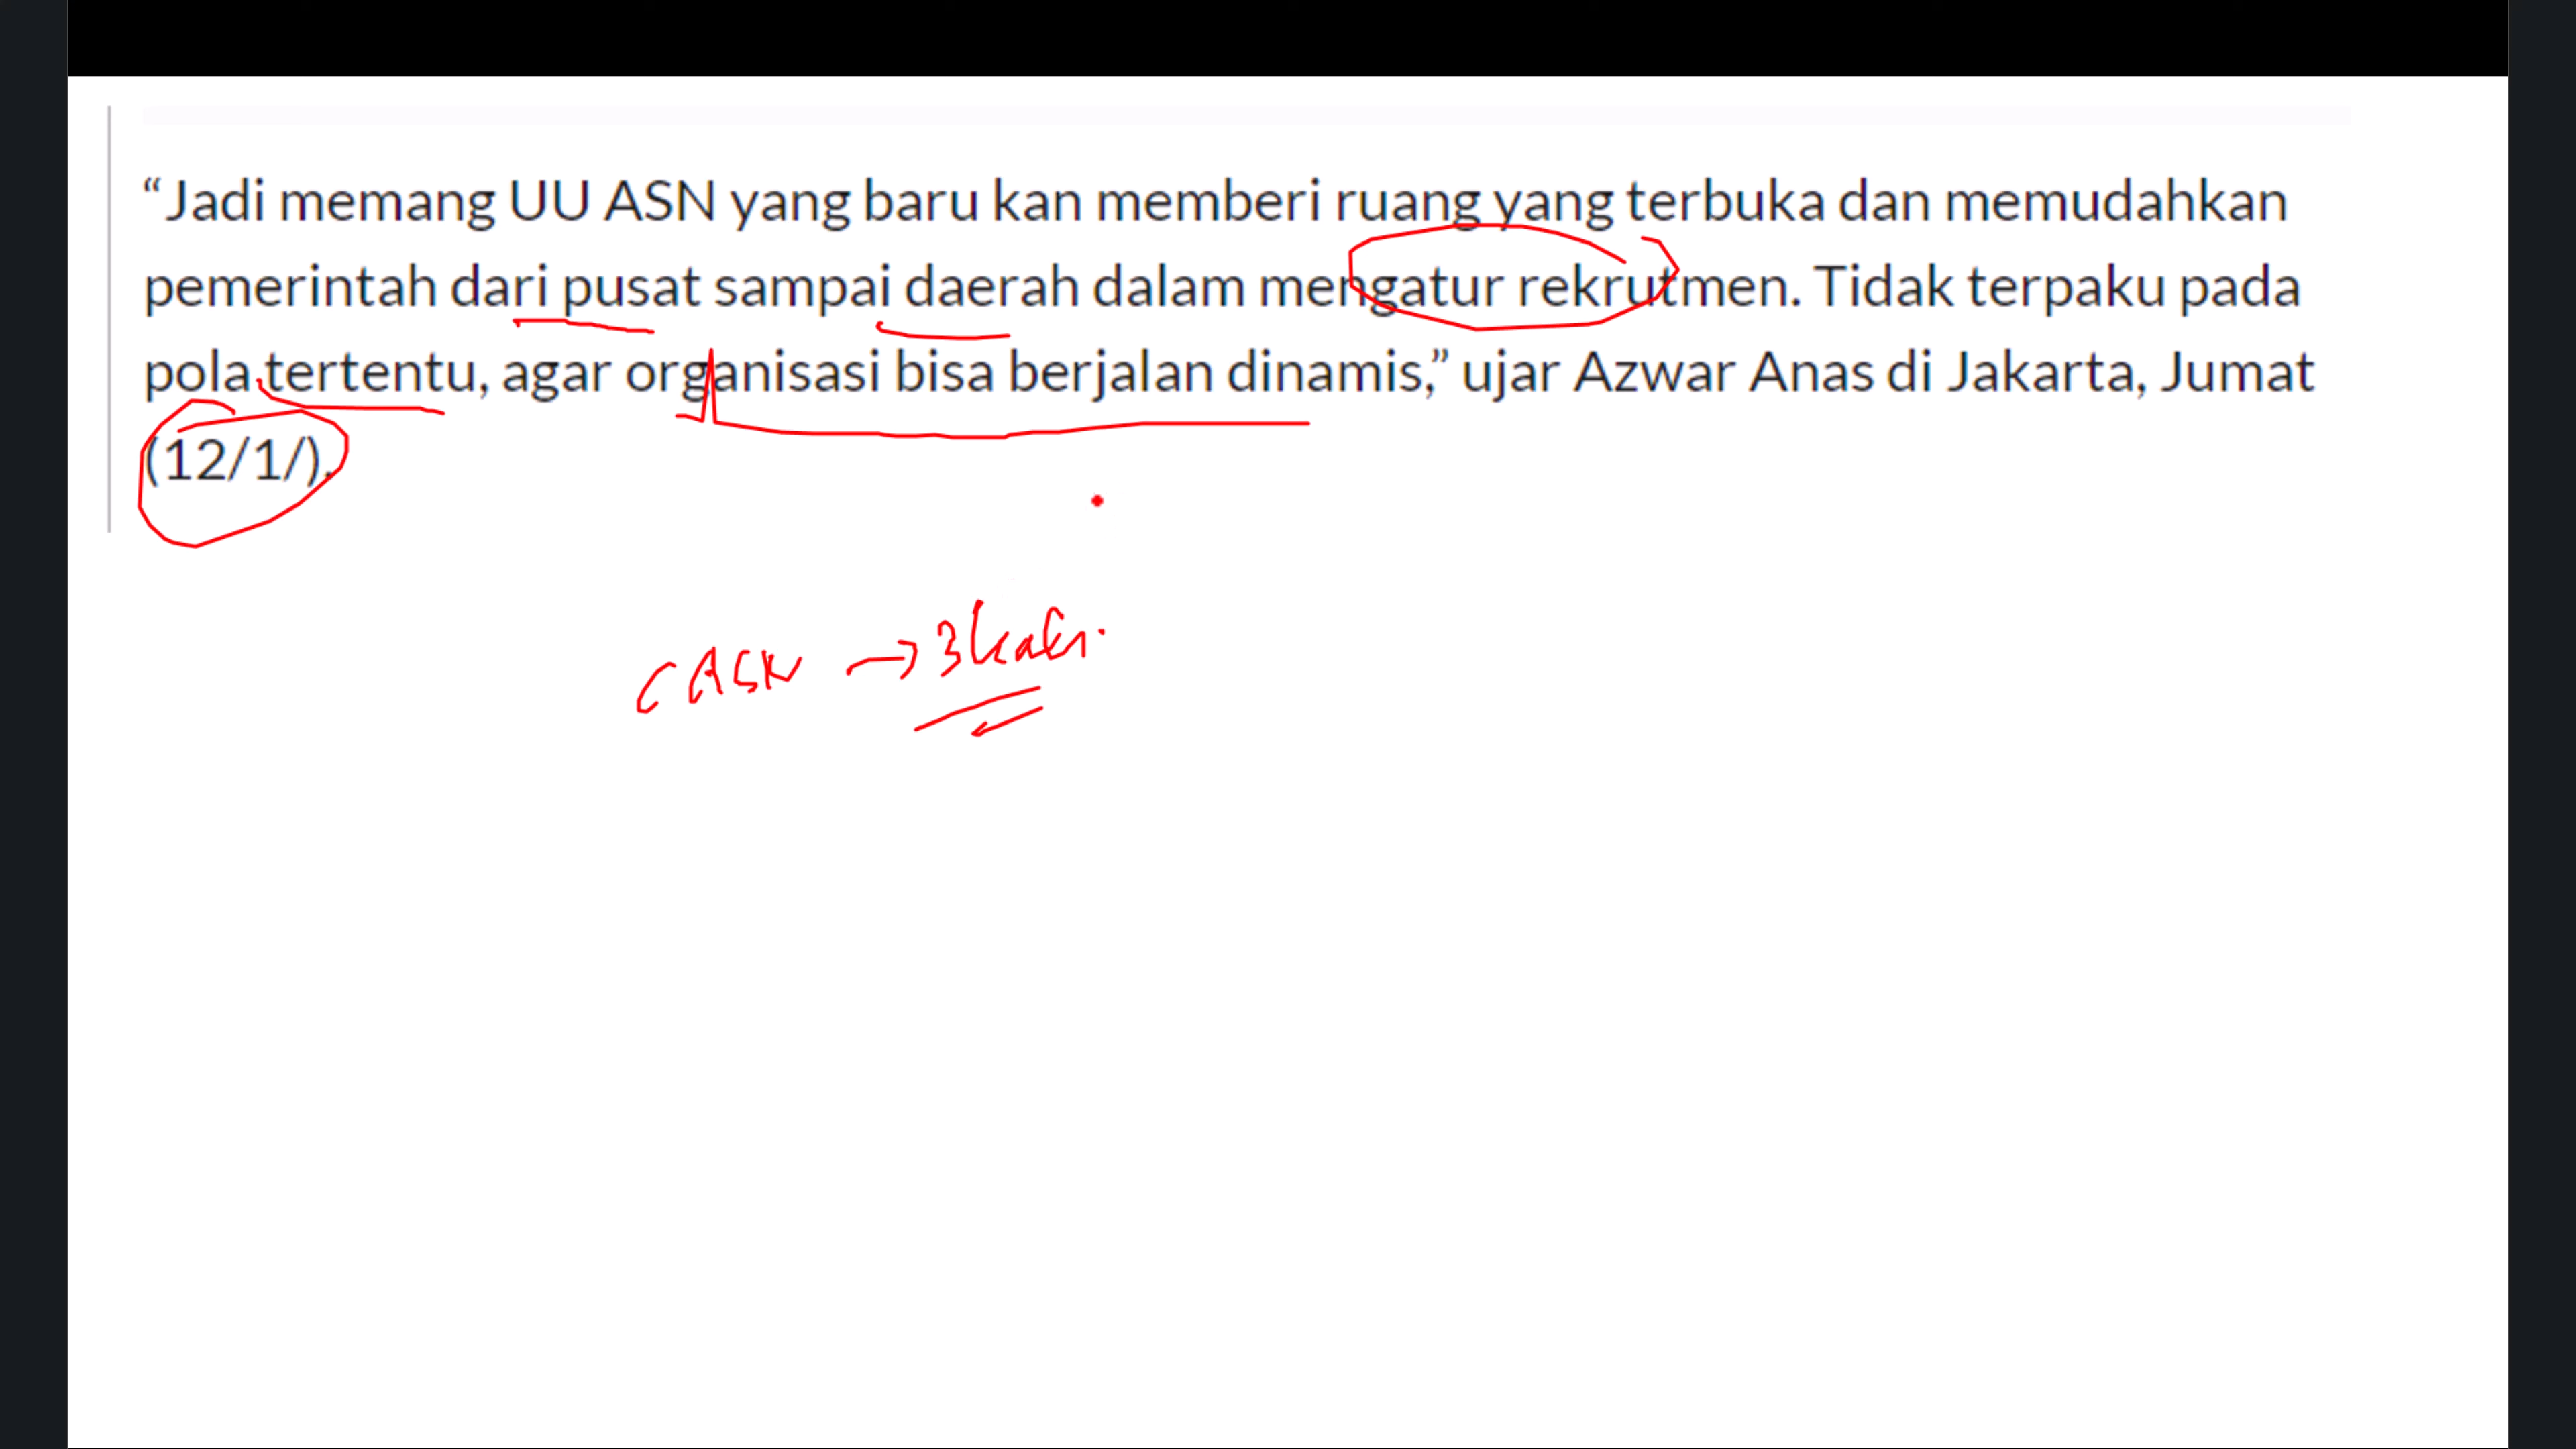 “Jadi memang UU ASN yang baru kan memberi ruang yang terbuka dan memudahkan
pemerintah dari pusat sampai daerah dalam mengatur rekrutmen. Tidak terpaku pada
pola tertentu, agar organisasi bisa berjalan dinamis,” ujar Azwar Anas di Jakarta, Jumat
(12/1/).
CASN → 3 kali.